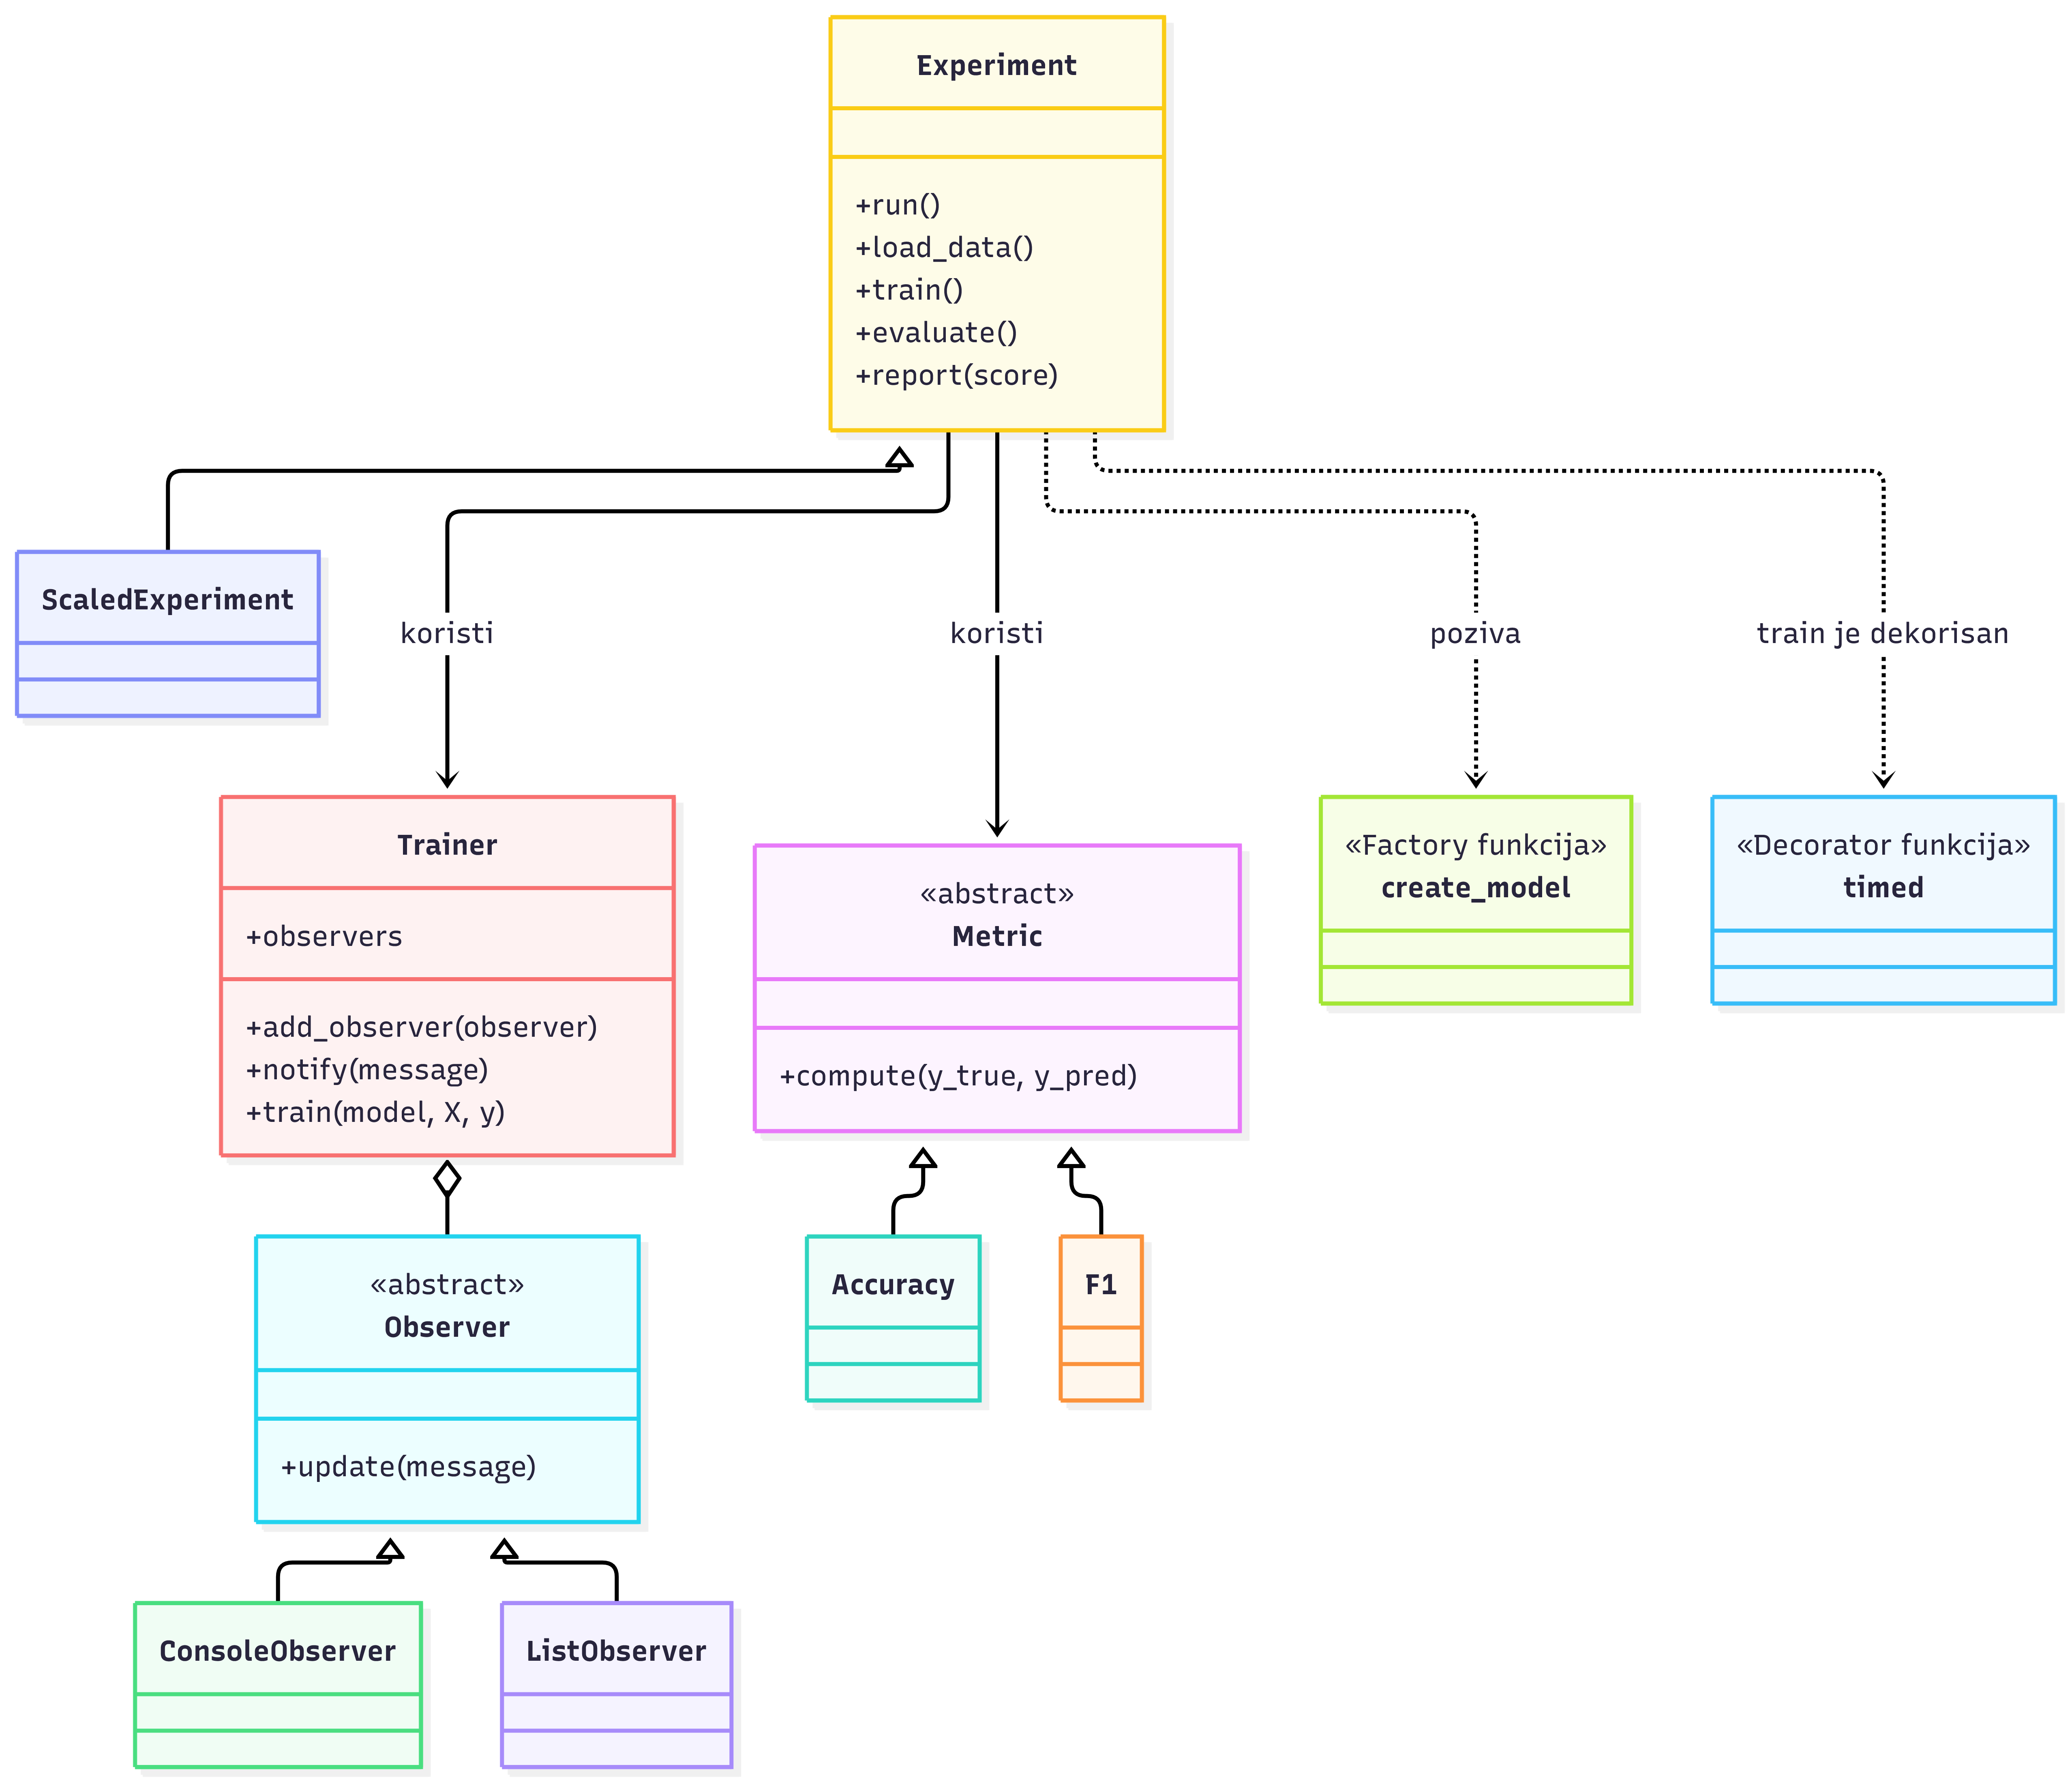 Experiment
+run()
+load_data()
+train()
+evaluate()
+report(score)
ScaledExperiment
koristi
koristi
poziva
train je dekorisan
Trainer
+observers
+add_observer(observer)
+notify(message)
+train(model, X, y)
«abstract»
Metric
+compute(y_true, y_pred)
«Factory funkcija»
create_model
«Decorator funkcija»
timed
«abstract»
Observer
+update(message)
Accuracy
F1
ConsoleObserver
ListObserver